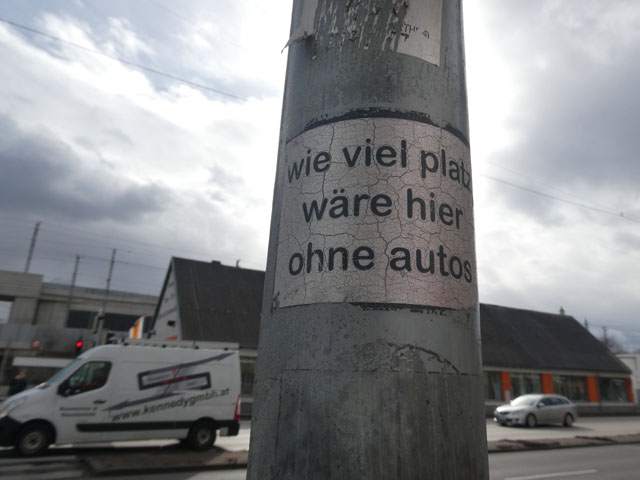 wie viel platz
wäre hier
ohne autos
www.kennedygmbh.at